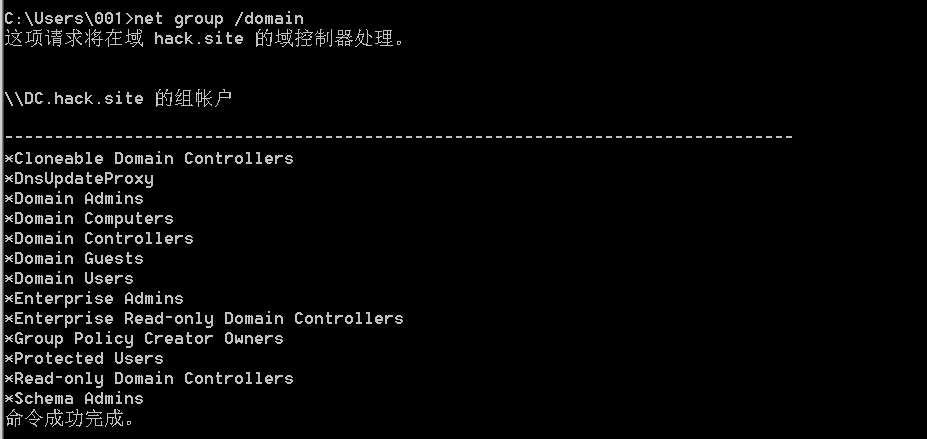 C:\Users\001>net group /domain
这项请求将在域 hack.site 的域控制器处理。
\\DC.hack.site 的组帐户
-------------------------------------------------------------------------------
*Cloneable Domain Controllers
*DnsUpdateProxy
*Domain Admins
*Domain Computers
*Domain Controllers
*Domain Guests
*Domain Users
*Enterprise Admins
*Enterprise Read-only Domain Controllers
*Group Policy Creator Owners
*Protected Users
*Read-only Domain Controllers
*Schema Admins
命令成功完成。